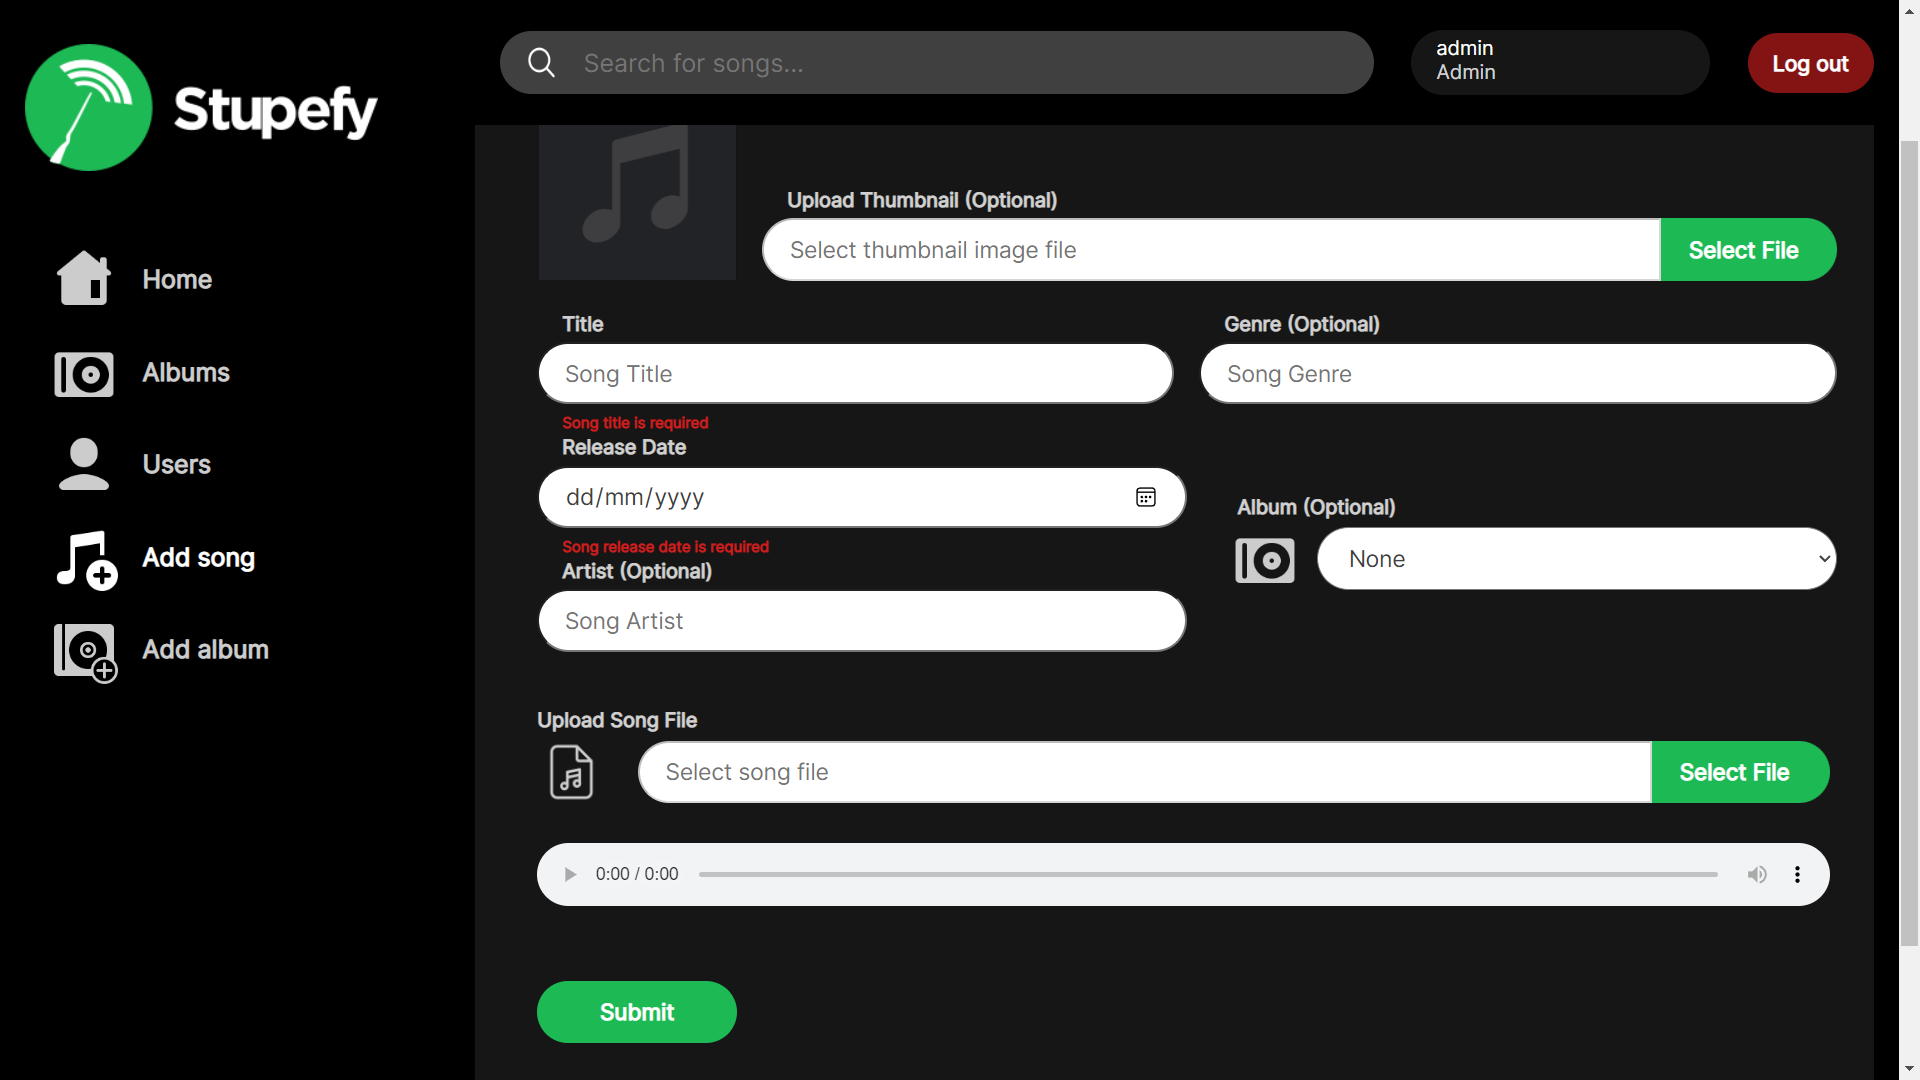 Stupefy
Search for songs...
admin
Admin
Log out
Home
Albums
Users
Add song
Add album
Upload Thumbnail (Optional)
Select thumbnail image file
Select File
Title
Genre (Optional)
Song Title
Song Genre
Song title is required
Release Date
dd/mm/yyyy
Album (Optional)
None
Song release date is required
Artist (Optional)
Song Artist
Upload Song File
Select song file
Select File
0:00 / 0:00
Submit